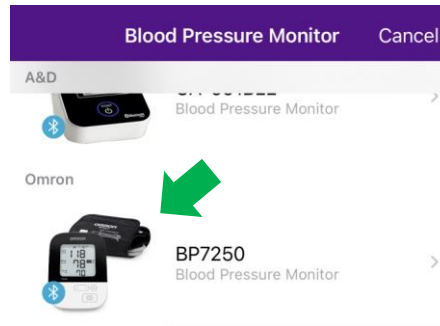 Blood Pressure Monitor Cancel
A&D
Blood Pressure Monitor
Omron
BP7250
Blood Pressure Monitor